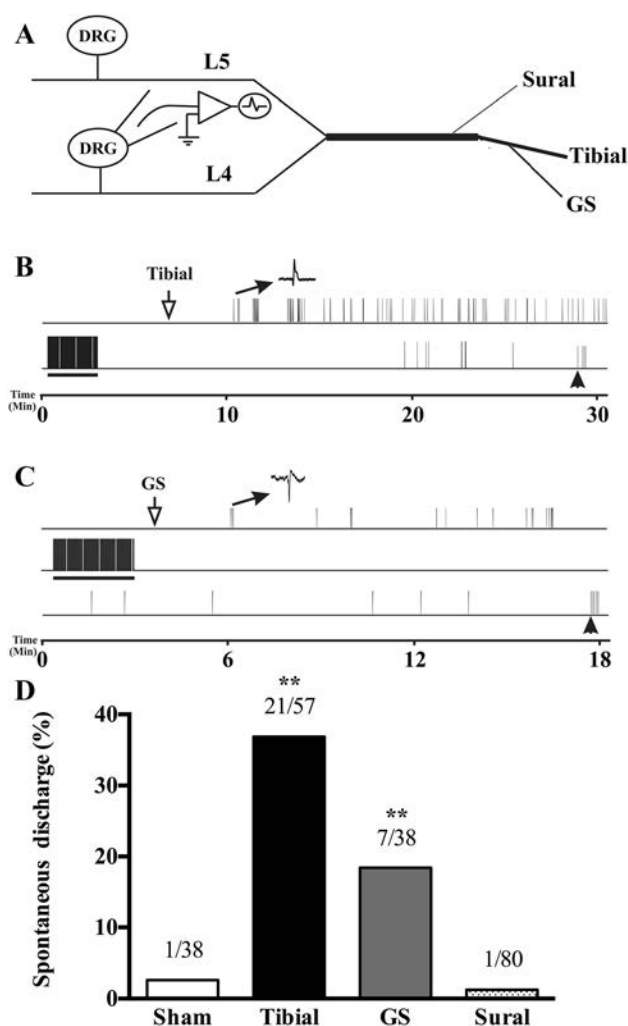 A
DRG
L5
Sural
DRG
Tibial
L4
GS
B
Tibial
Time
(Min)
0 10 20 30
C
GS
Time
(Min)
0 6 12 18
D
Spontaneous discharge (%)
40
30
20
10
0
1/38
**
21/57
**
7/38
1/80
Sham Tibial GS Sural